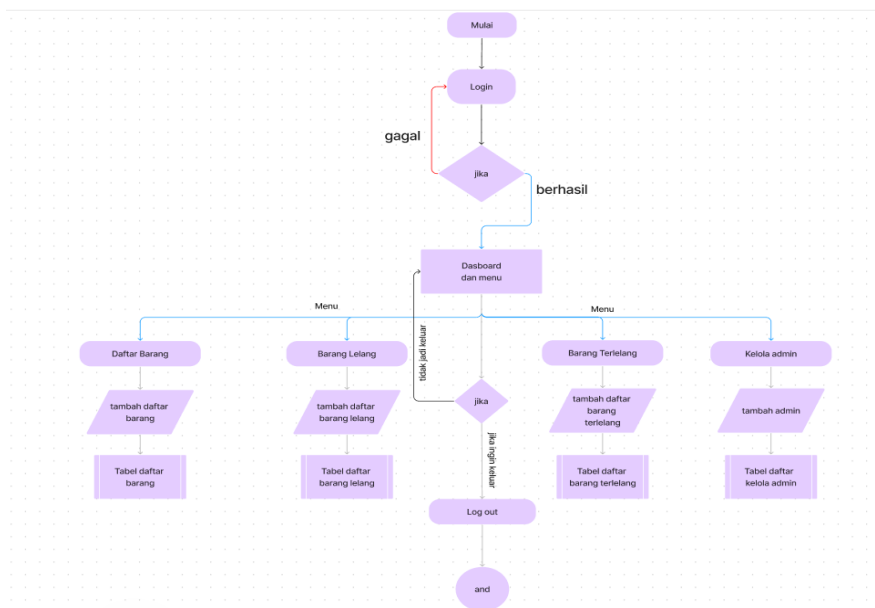 Mulai
Login
gagal
jika
berhasil
Dasboard
dan menu
Menu
Menu
Daftar Barang
Barang Lelang
tidak jadi keluar
Barang Terlelang
Kelola admin
tambah daftar
barang
tambah daftar
barang lelang
jika
tambah daftar
barang
terlelang
tambah admin
jika ingin keluar
Tabel daftar
barang
Tabel daftar
barang lelang
Tabel daftar
barang terlelang
Tabel daftar
kelola admin
Log out
and